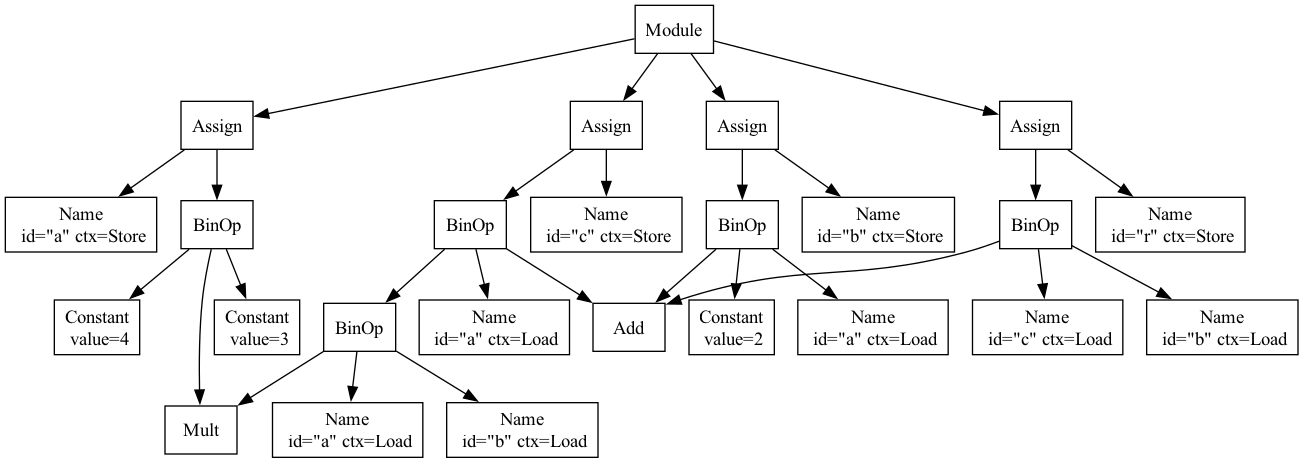 Module
Assign
Assign
Assign
Assign
Name
id="a" ctx=Store
BinOp
BinOp
Name
id="c" ctx=Store
BinOp
Name
id="b" ctx=Store
BinOp
Name
id="r" ctx=Store
Constant
value=4
Constant
value=3
BinOp
Name
id="a" ctx=Load
Add
Constant
value=2
Name
id="a" ctx=Load
Name
id="c" ctx=Load
Name
id="b" ctx=Load
Mult
Name
id="a" ctx=Load
Name
id="b" ctx=Load